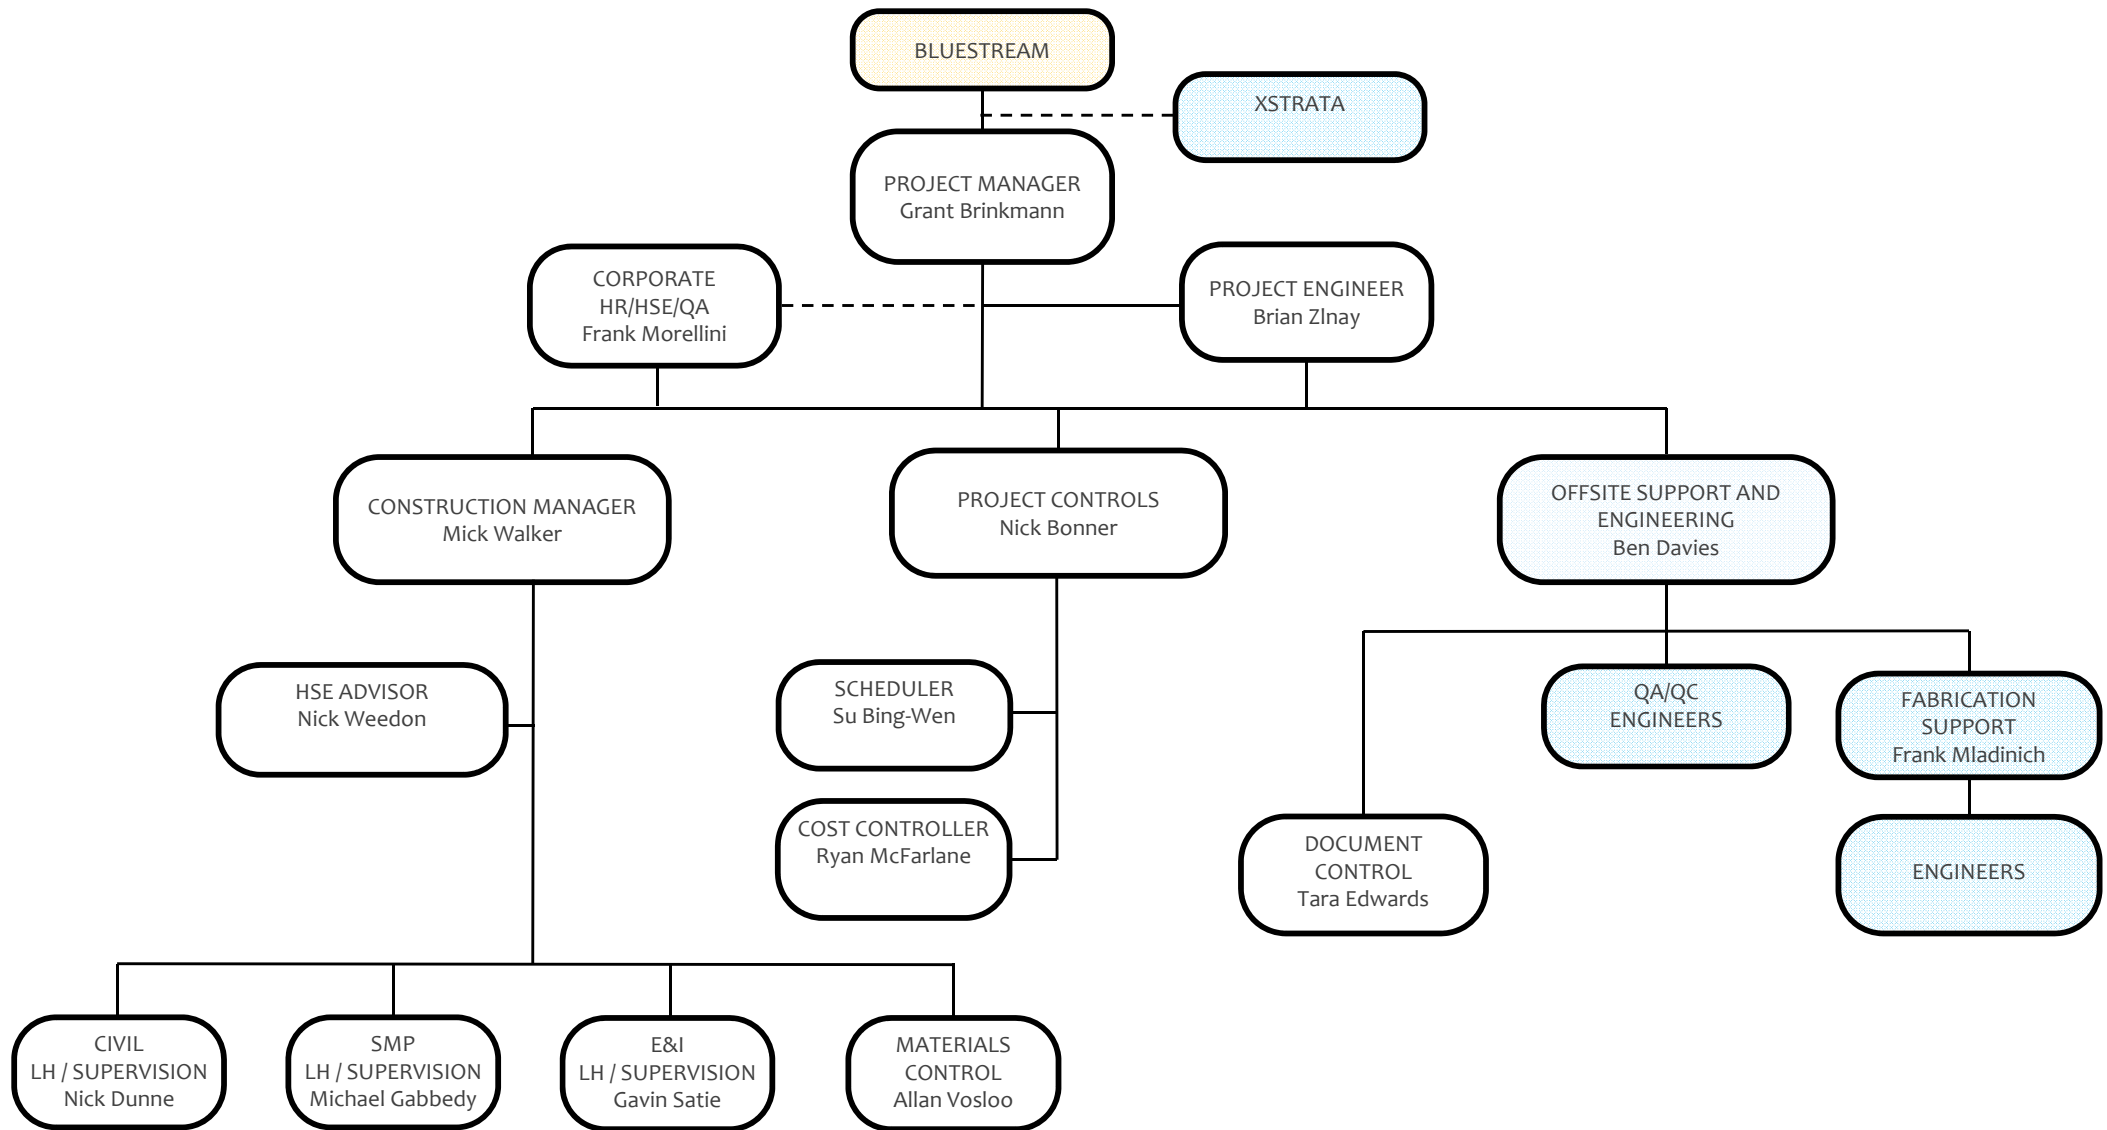 BLUESTREAM
XSTRATA
PROJECT MANAGER
Grant Brinkmann
CORPORATE
HR/HSE/QA
Frank Morellini
PROJECT ENGINEER
Brian Zlnay
CONSTRUCTION MANAGER
Mick Walker
PROJECT CONTROLS
Nick Bonner
OFFSITE SUPPORT AND
ENGINEERING
Ben Davies
HSE ADVISOR
Nick Weedon
SCHEDULER
Su Bing-Wen
QA/QC
ENGINEERS
FABRICATION
SUPPORT
Frank Mladinich
COST CONTROLLER
Ryan McFarlane
DOCUMENT
CONTROL
Tara Edwards
ENGINEERS
CIVIL
LH / SUPERVISION
Nick Dunne
SMP
LH / SUPERVISION
Michael Gabbedy
E&I
LH / SUPERVISION
Gavin Satie
MATERIALS
CONTROL
Allan Vosloo